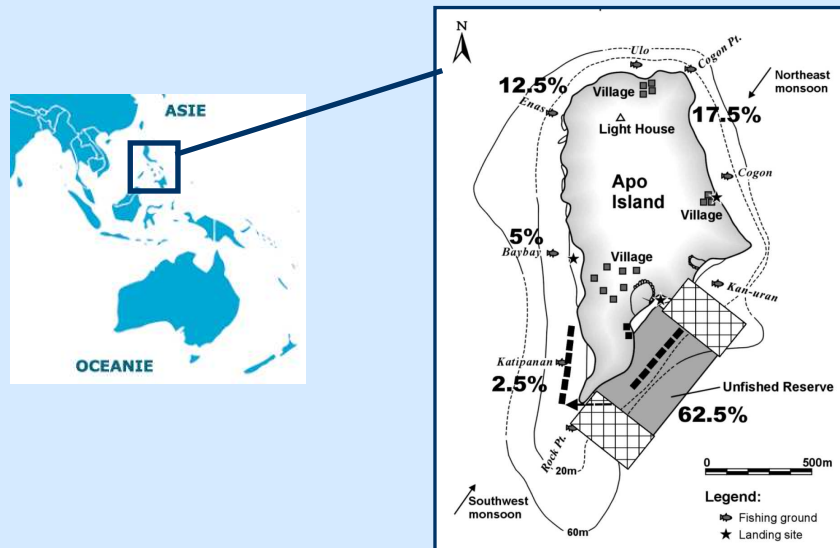 ASIE
OCEANIE
N
Ulo
Cogon Pt.
Northeast
monsoon
12.5%
Enas
Village
17.5%
Light House
Apo
Island
Cogon
Village
5%
Baybay
Village
Kan-uran
Katipanan
2.5%
Unfished Reserve
62.5%
Rock Pt.
20m
0
500m
Southwest
monsoon
60m
Legend:
Fishing ground
Landing site